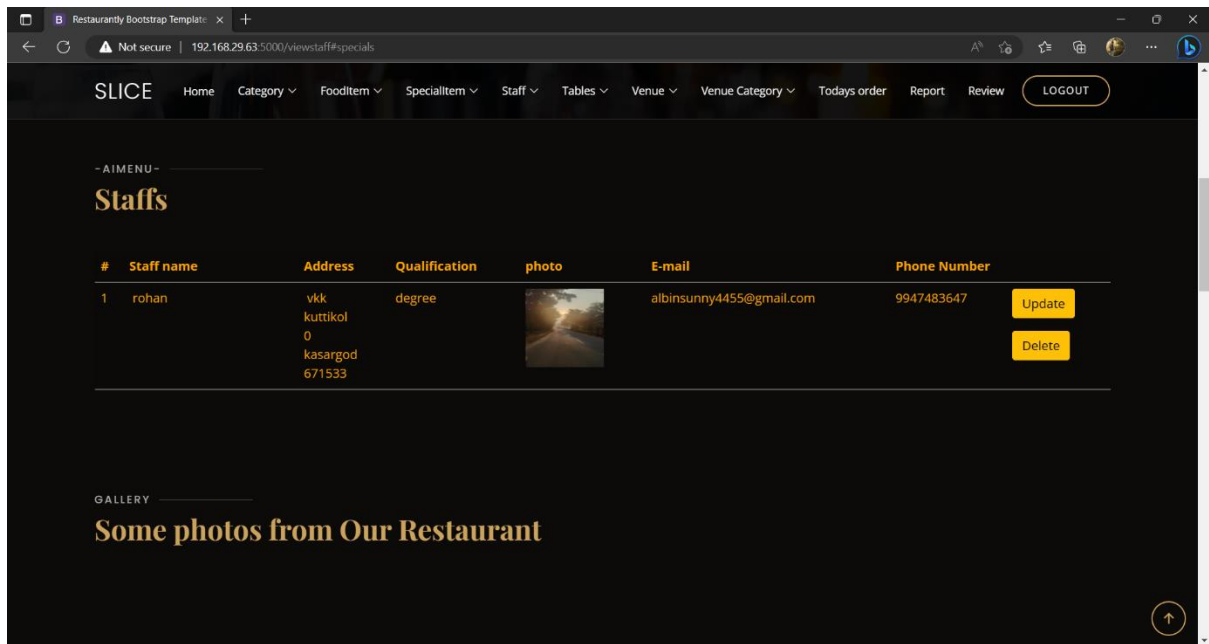 Restaurantly Bootstrap Template
Not secure | 192.168.29.63:5000/viewstaff#specials
SLICE Home Category FoodItem SpecialItem Staff Tables Venue Venue Category Todays order Report Review LOGOUT
-AIMENU-
Staffs
# Staff name Address Qualification photo E-mail Phone Number
1 rohan vkk degree albinsunny4455@gmail.com 9947483647 Update
kuttikol
0
kasargod Delete
671533
GALLERY
Some photos from Our Restaurant